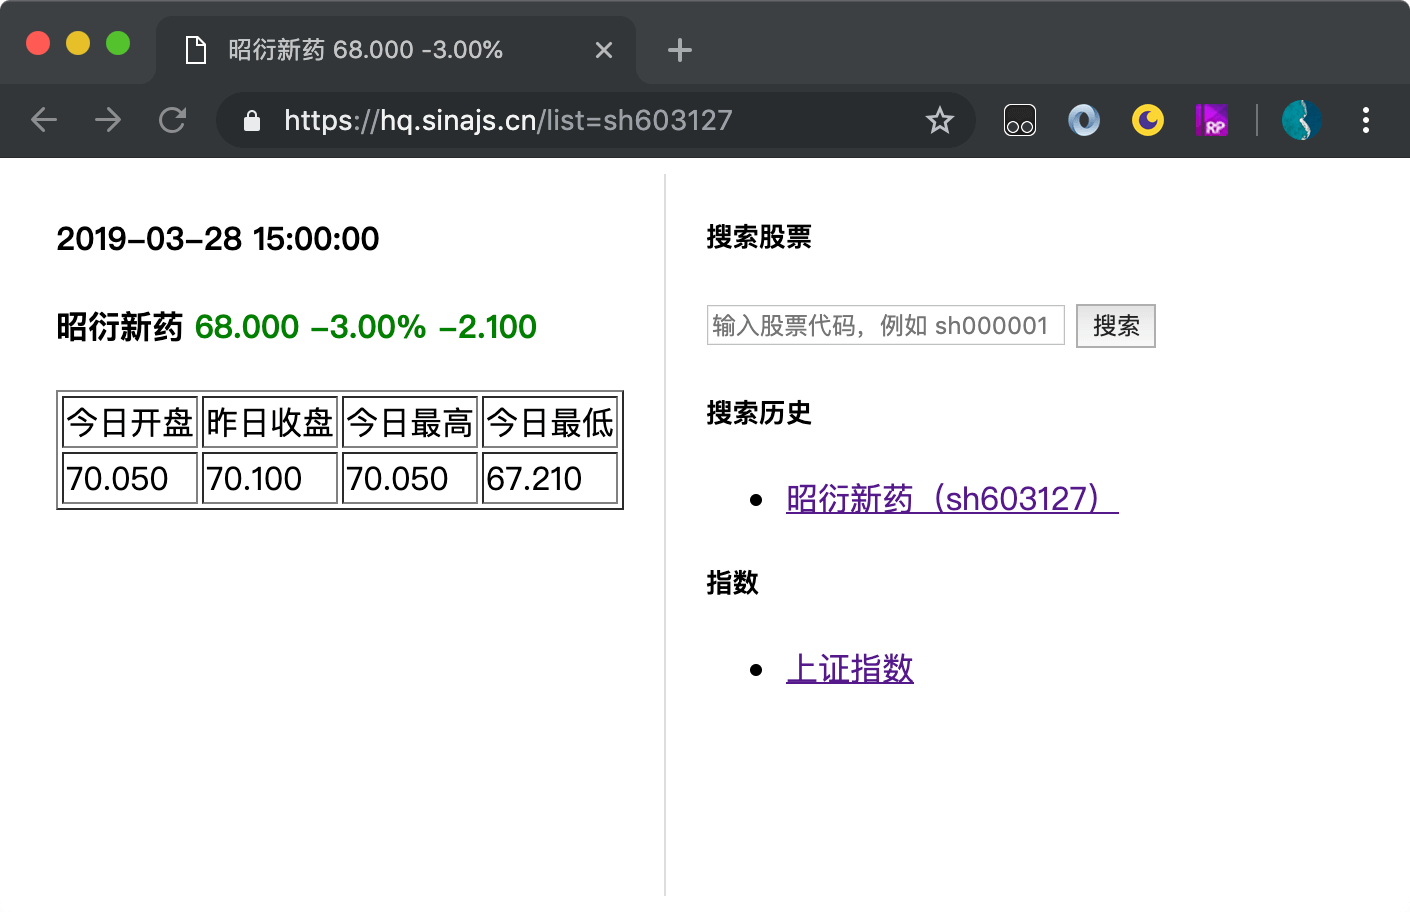 昭衍新药 68.000 -3.00%
https://hq.sinajs.cn/list=sh603127
RP
2019-03-28 15:00:00
昭衍新药 68.000 -3.00% -2.100
今日开盘 昨日收盘 今日最高 今日最低
70.050 70.100 70.050 67.210
搜索股票
输入股票代码，例如 sh000001 搜索
搜索历史
昭衍新药（sh603127）
指数
上证指数